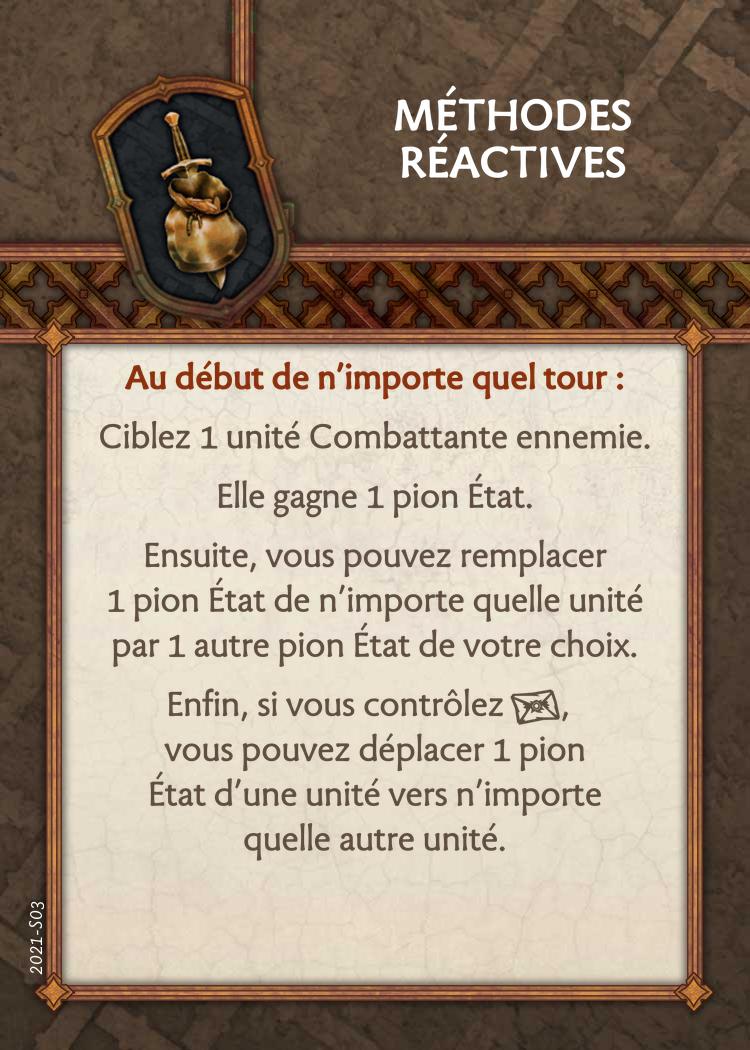 MÉTHODES
RÉACTIVES
Au début de n’importe quel tour :
Ciblez 1 unité Combattante ennemie.
Elle gagne 1 pion État.
Ensuite, vous pouvez remplacer
1 pion État de n’importe quelle unité
par 1 autre pion État de votre choix.
Enfin, si vous contrôlez ,
vous pouvez déplacer 1 pion
État d’une unité vers n’importe
quelle autre unité.
2021-S03